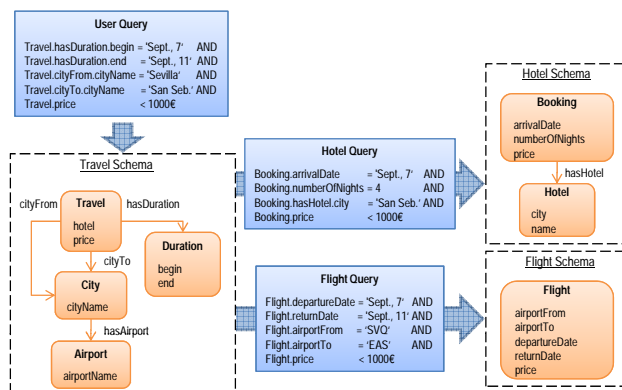 User Query
Travel.hasDuration.begin = 'Sept., 7' AND
Travel.hasDuration.end = 'Sept., 11' AND
Travel.cityFrom.cityName = 'Sevilla' AND
Travel.cityTo.cityName = 'San Seb.' AND
Travel.price < 1000€
Travel Schema
cityFrom
Travel
hotel
price
hasDuration
Duration
begin
end
cityTo
City
cityName
hasAirport
Airport
airportName
Hotel Query
Booking.arrivalDate = 'Sept., 7' AND
Booking.numberOfNights = 4 AND
Booking.hasHotel.city = 'San Seb.' AND
Booking.price < 1000€
Flight Query
Flight.departureDate = 'Sept., 7' AND
Flight.returnDate = 'Sept., 11' AND
Flight.airportFrom = 'SVQ' AND
Flight.airportTo = 'EAS' AND
Flight.price < 1000€
Hotel Schema
Booking
arrivalDate
numberOfNights
price
hasHotel
Hotel
city
name
Flight Schema
Flight
airportFrom
airportTo
departureDate
returnDate
price